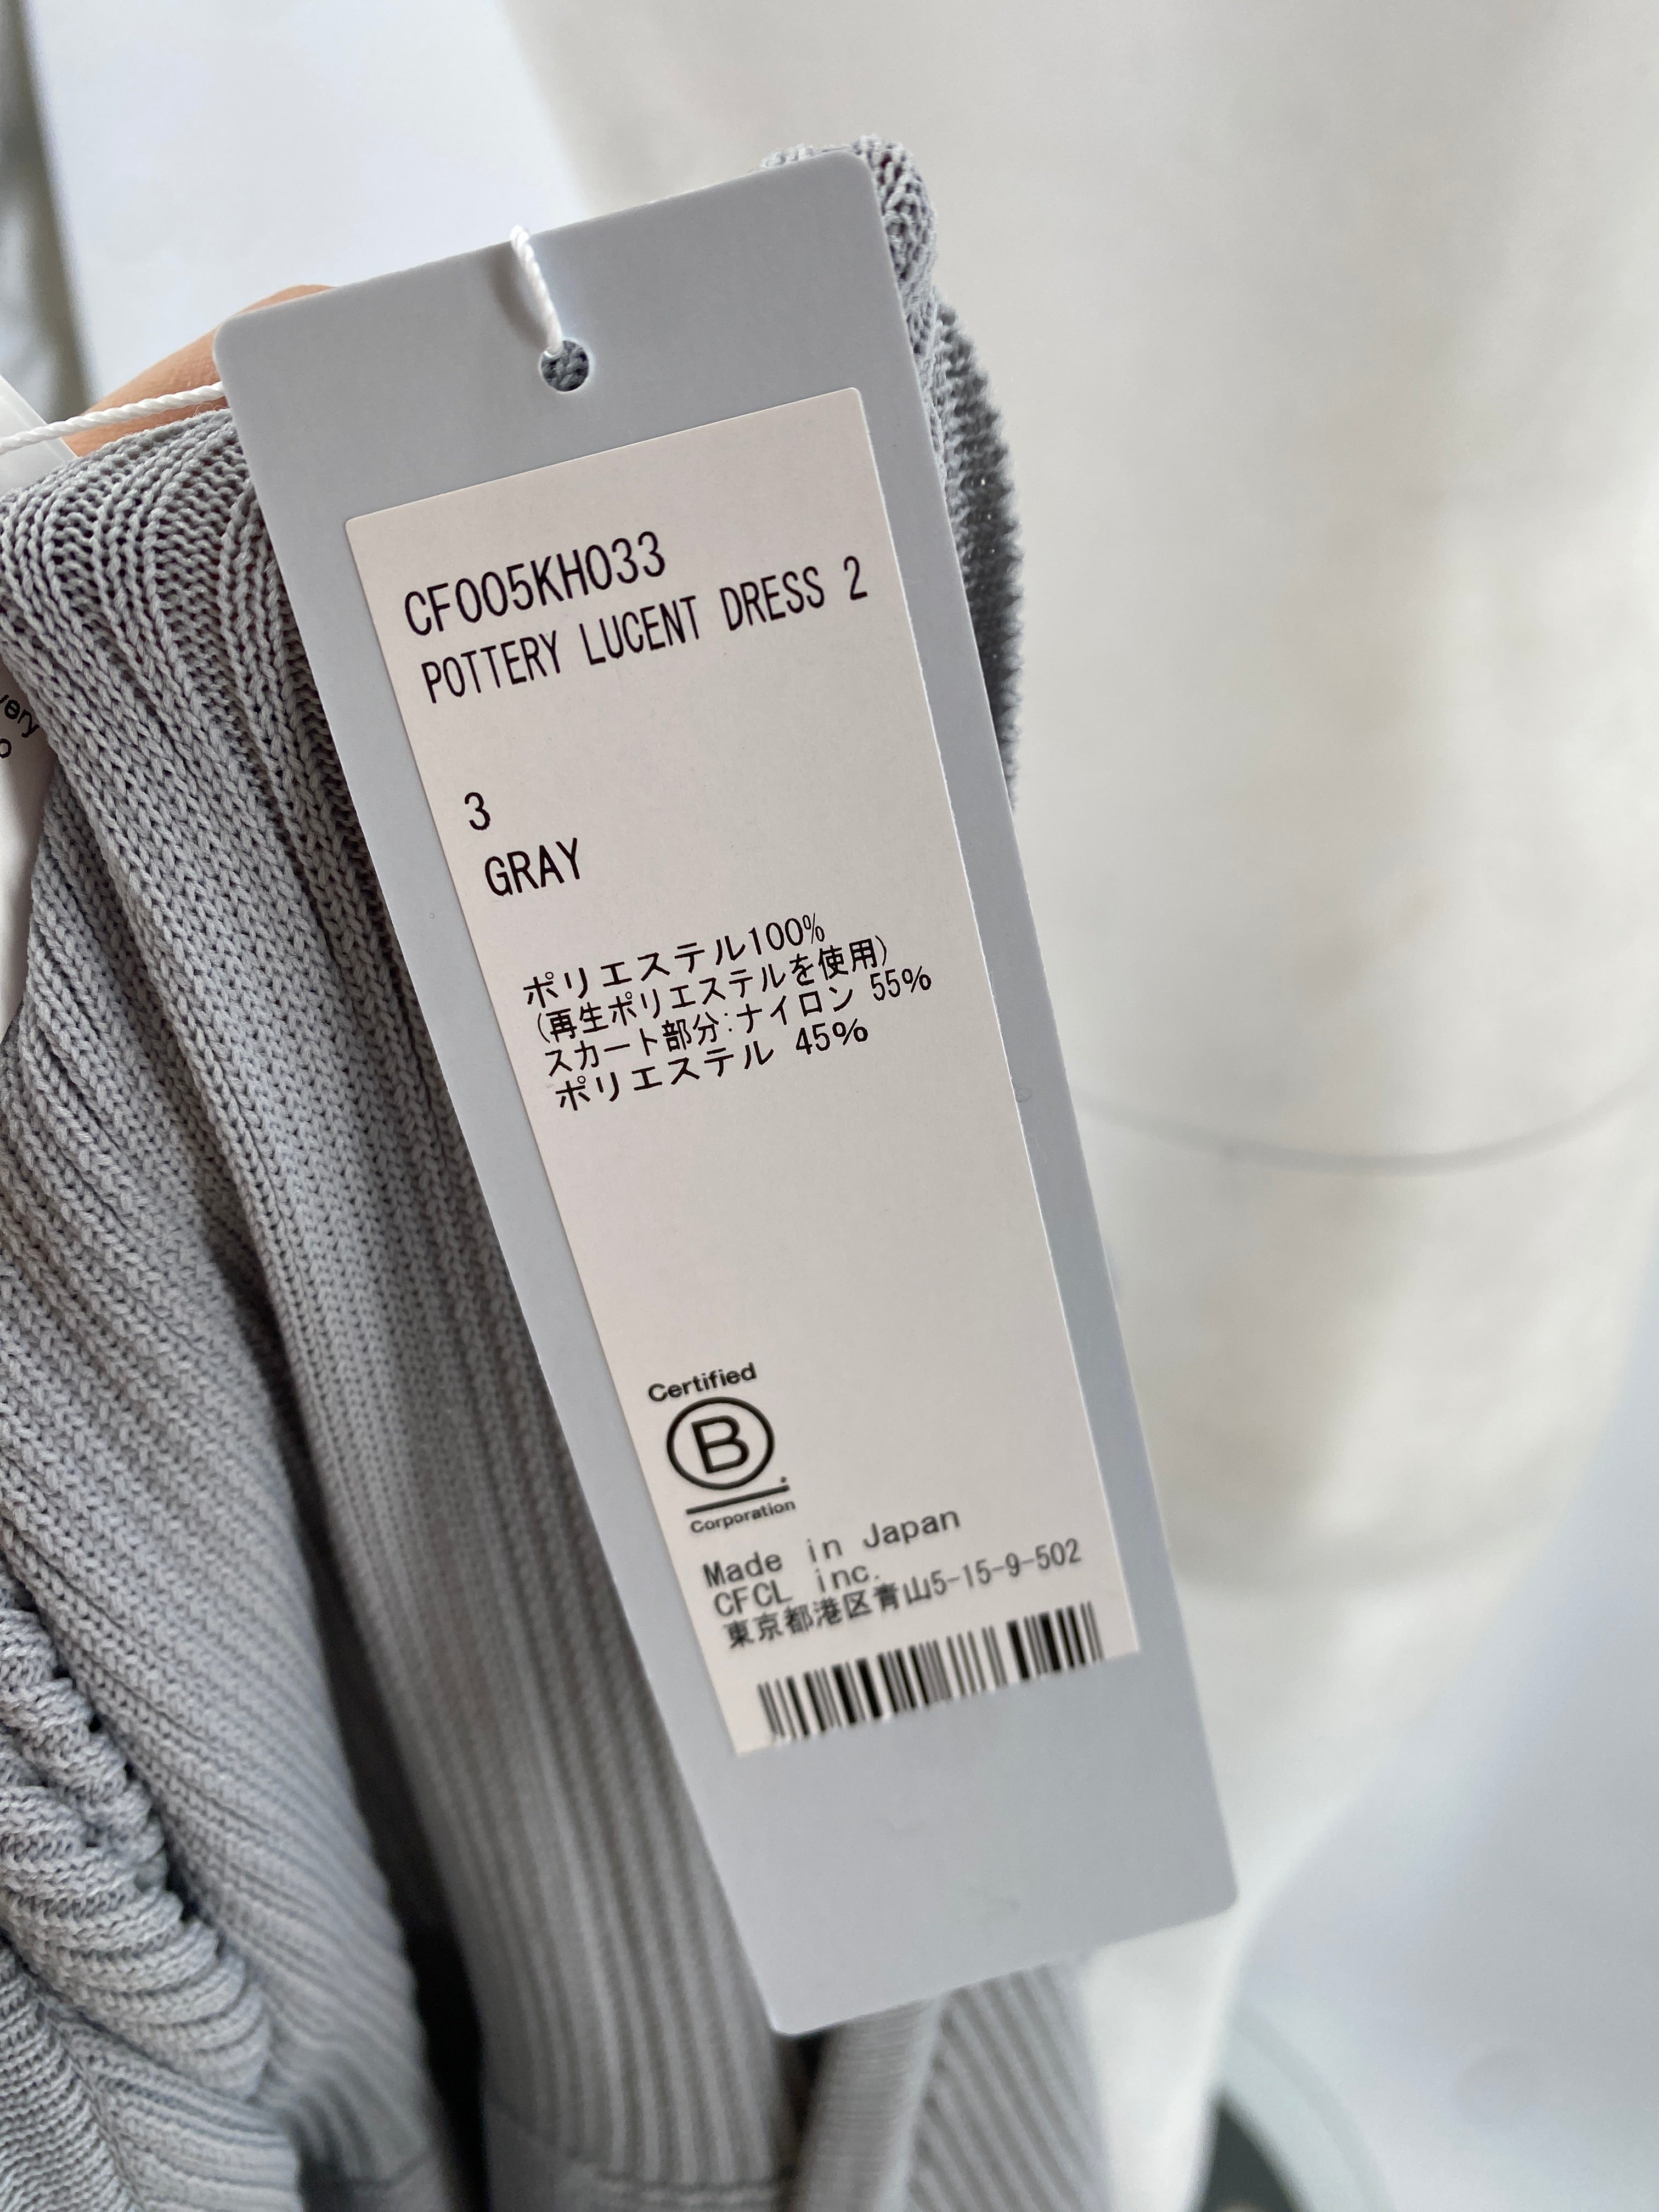 CF005KH033
POTTERY LUCENT DRESS 2
3
GRAY
ポリエステル100%
(再生ポリエステルを使用)
スカート部分:ナイロン 55%
ポリエステル 45%
Certified
B
Corporation
Made in Japan
CFCL inc.
東京都港区青山5-15-9-502